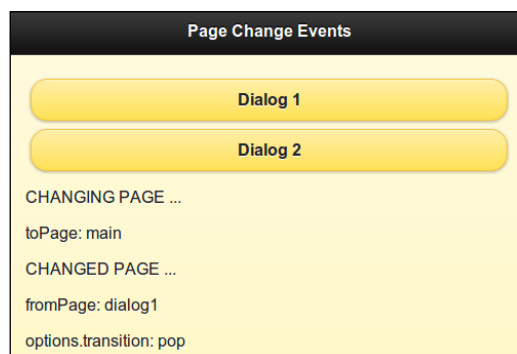 Page Change Events
Dialog 1
Dialog 2
CHANGING PAGE ...
toPage: main
CHANGED PAGE ...
fromPage: dialog1
options.transition: pop